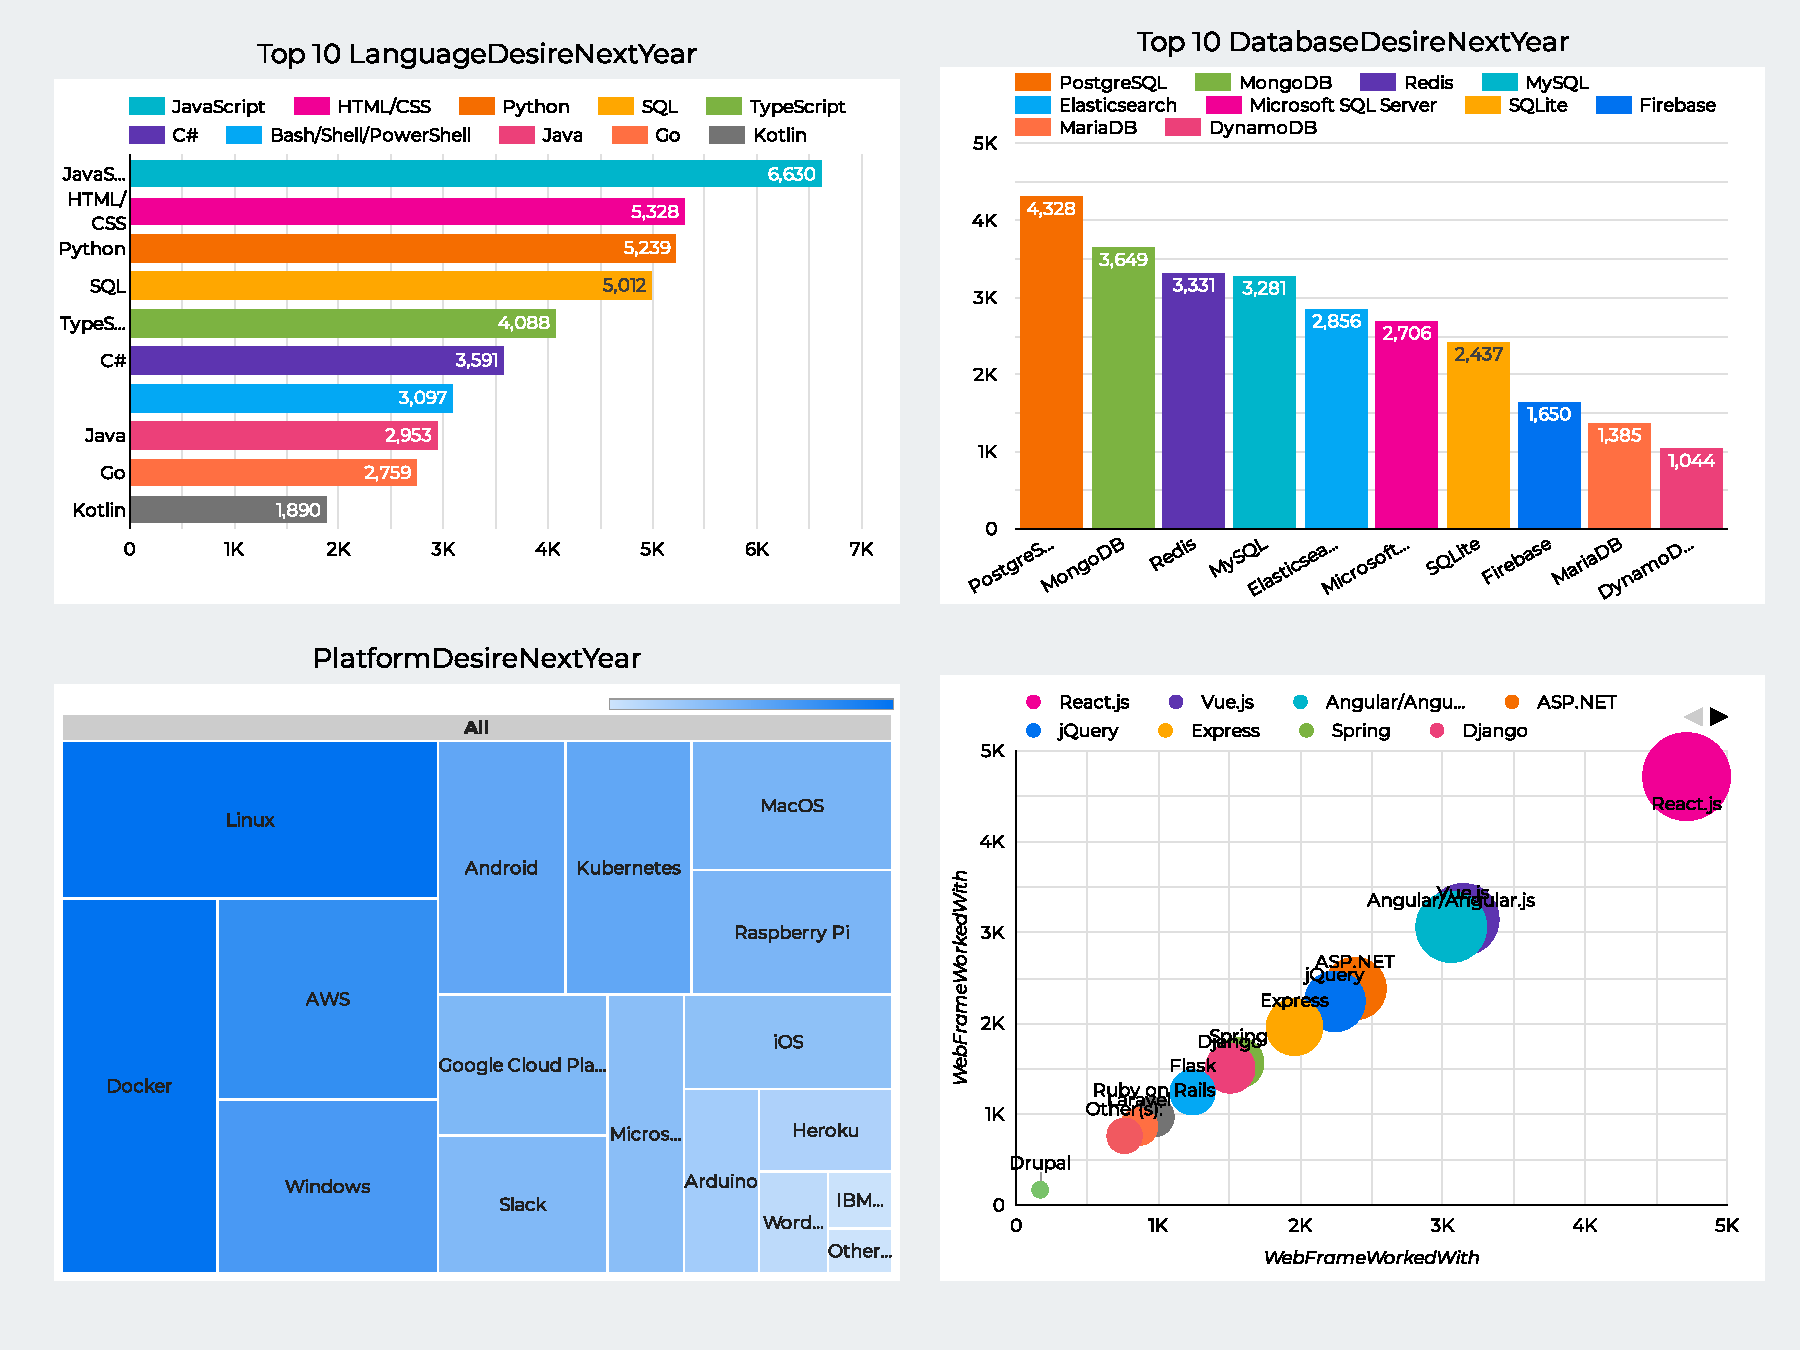 Top 10 LanguageDesireNextYear
JavaScript HTML/CSS Python SQL TypeScript
C# Bash/Shell/PowerShell Java Go Kotlin
JavaS... 6,630
HTML/
CSS 5,328
Python 5,239
SQL 5,012
TypeS... 4,088
C# 3,591
3,097
Java 2,953
Go 2,759
Kotlin 1,890
0 1K 2K 3K 4K 5K 6K 7K
Top 10 DatabaseDesireNextYear
PostgreSQL MongoDB Redis MySQL
Elasticsearch Microsoft SQL Server SQLite Firebase
MariaDB DynamoDB
5K
4K
3K
2K
1K
0
4,328 3,649 3,331 3,281 2,856 2,706 2,437 1,650 1,385 1,044
PostgreS... MongoDB Redis MySQL Elasticsea... Microsoft... SQLite Firebase MariaDB DynamoD...
PlatformDesireNextYear
All
Linux
Docker
AWS
Windows
Android
Kubernetes
MacOS
Raspberry Pi
Google Cloud Pla...
Slack
Micros...
iOS
Arduino
Heroku
Word...
IBM...
Other...
React.js Vue.js Angular/Angu... ASP.NET
jQuery Express Spring Django
5K
4K
3K
2K
1K
0
WebFrameWorkedWith
React.js
Vue.js
Angular/Angular.js
ASP.NET
jQuery
Express
Spring
Django
Flask
Ruby on Rails
Laravel
Other(s):
Drupal
0 1K 2K 3K 4K 5K
WebFrameWorkedWith